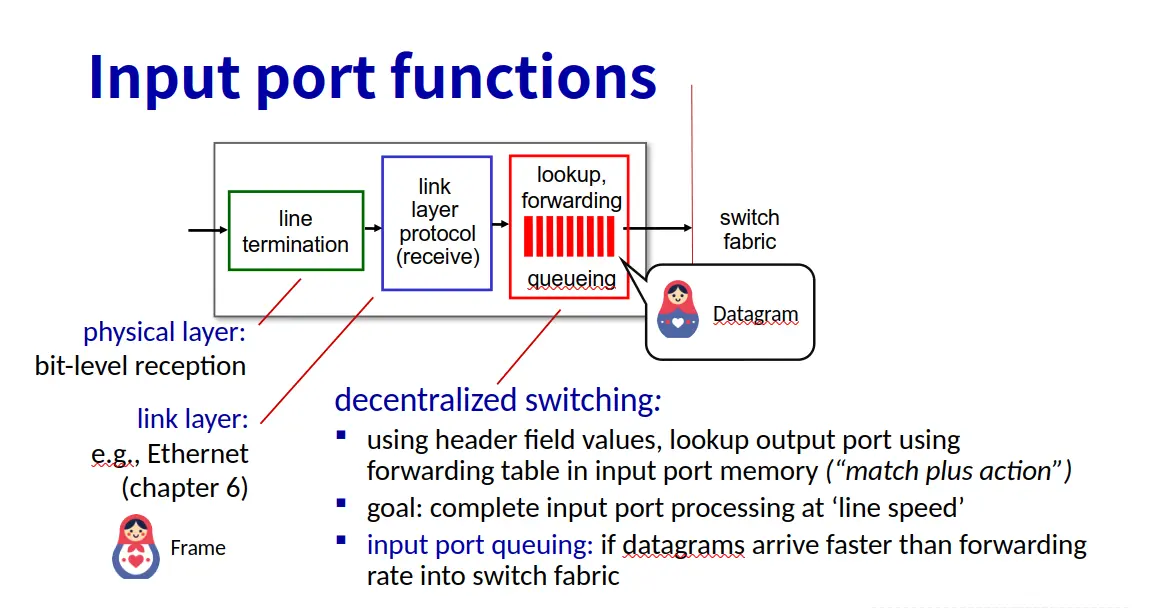 Input port functions
line
termination
link
layer
protocol
(receive)
lookup,
forwarding
queueing
switch
fabric
Datagram
physical layer:
bit-level reception
link layer:
e.g., Ethernet
(chapter 6)
Frame
decentralized switching:
▪ using header field values, lookup output port using
forwarding table in input port memory (“match plus action”)
▪ goal: complete input port processing at ‘line speed’
▪ input port queuing: if datagrams arrive faster than forwarding
rate into switch fabric